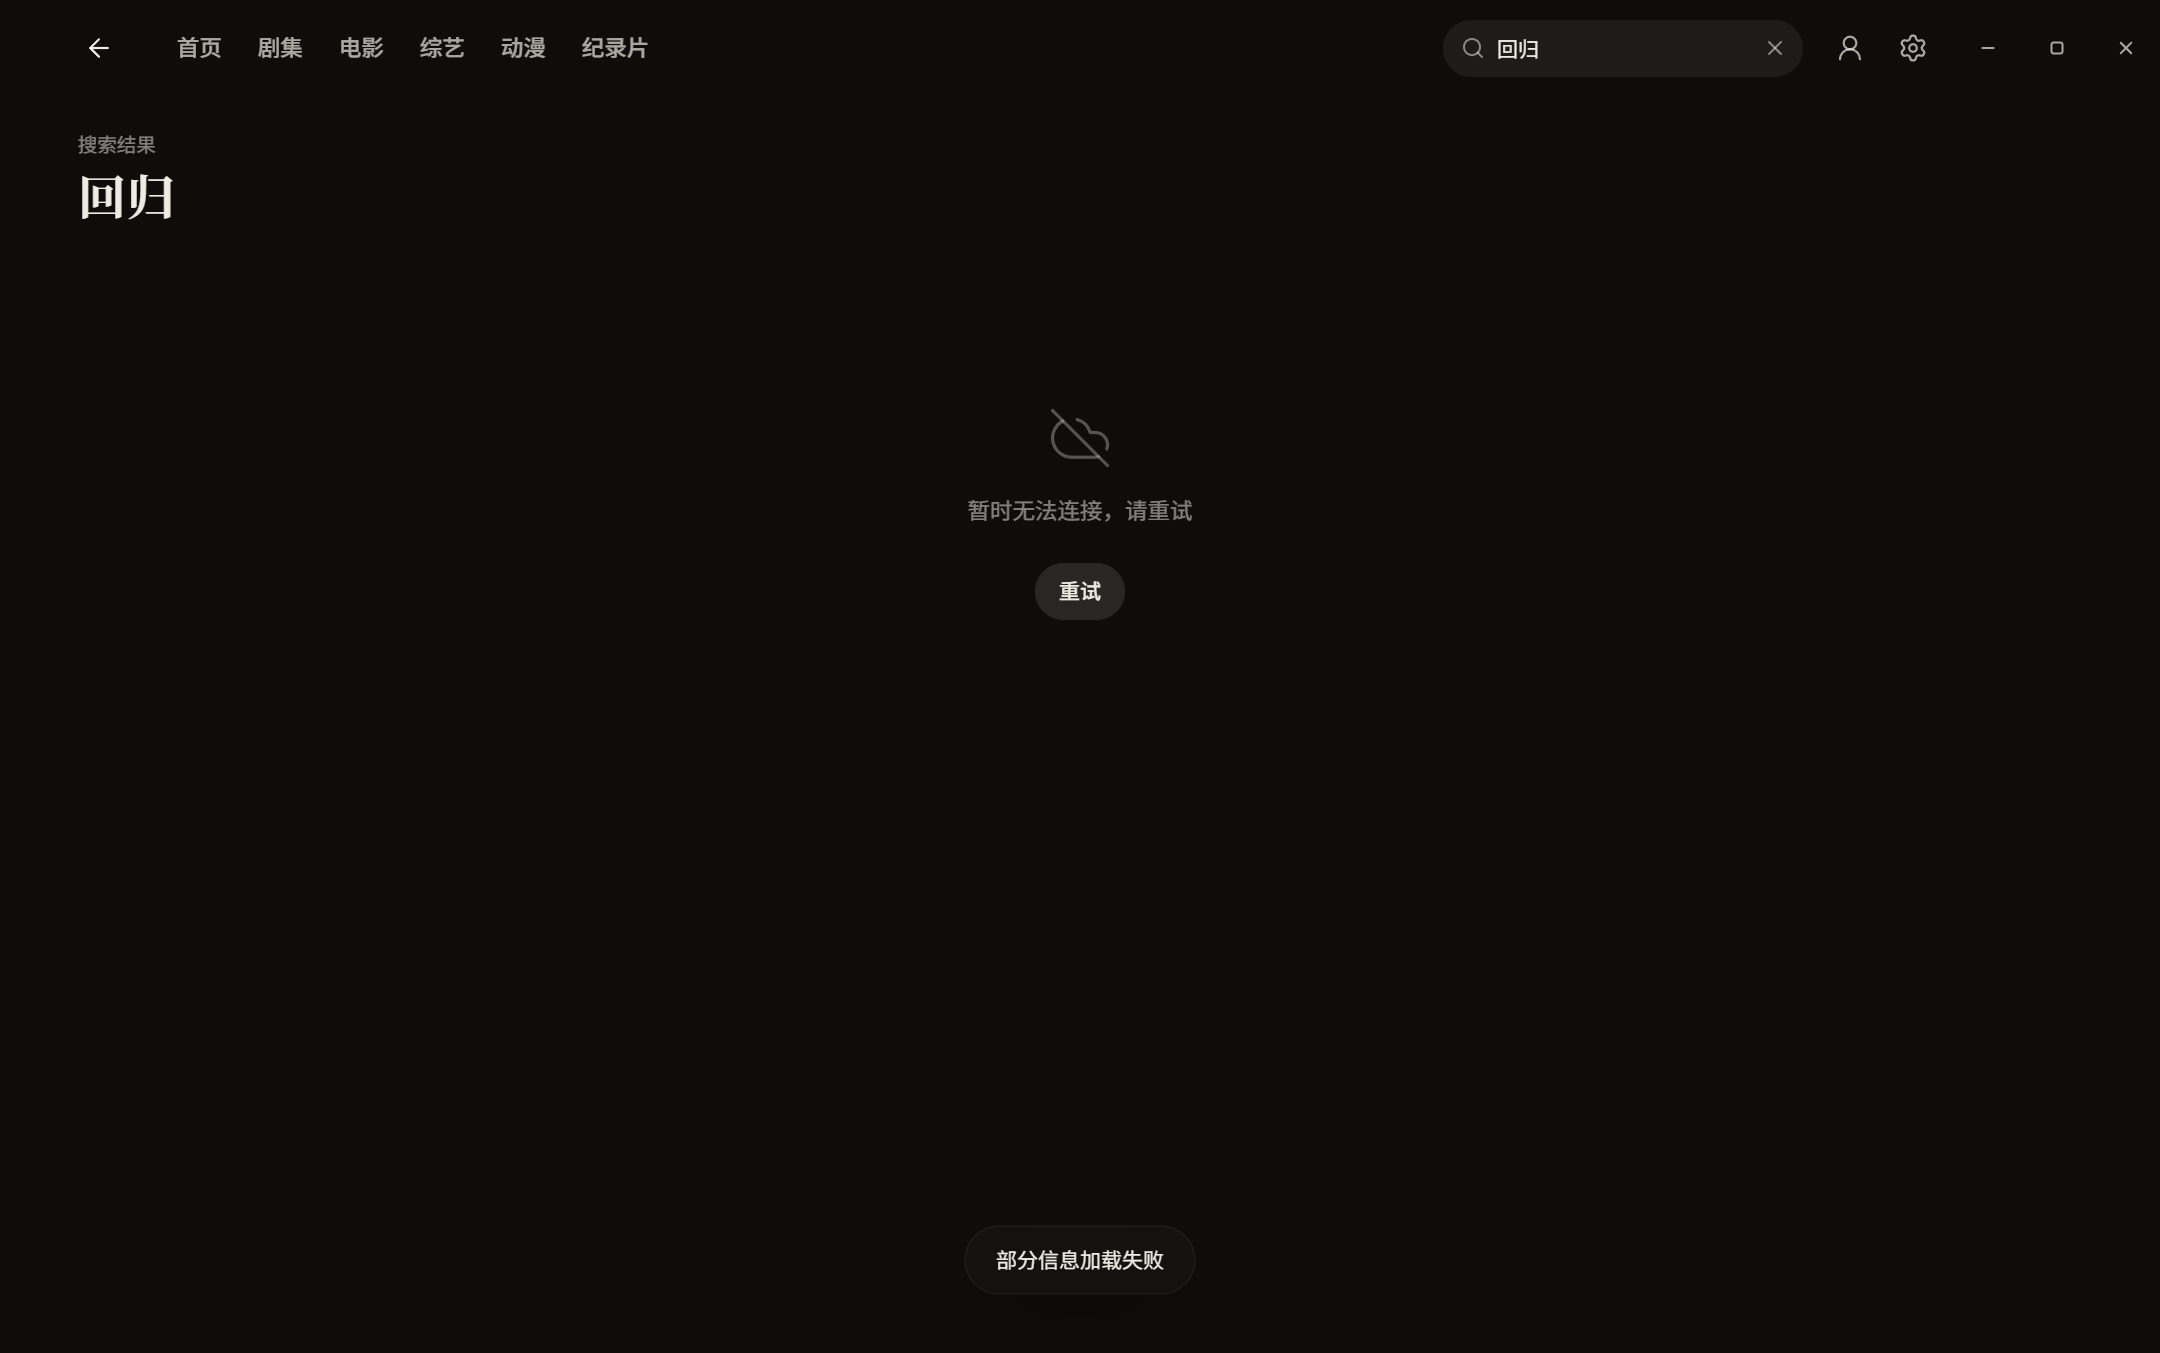 首页 剧集 电影 综艺 动漫 纪录片 回归
搜索结果
回归
暂时无法连接，请重试
重试
部分信息加载失败